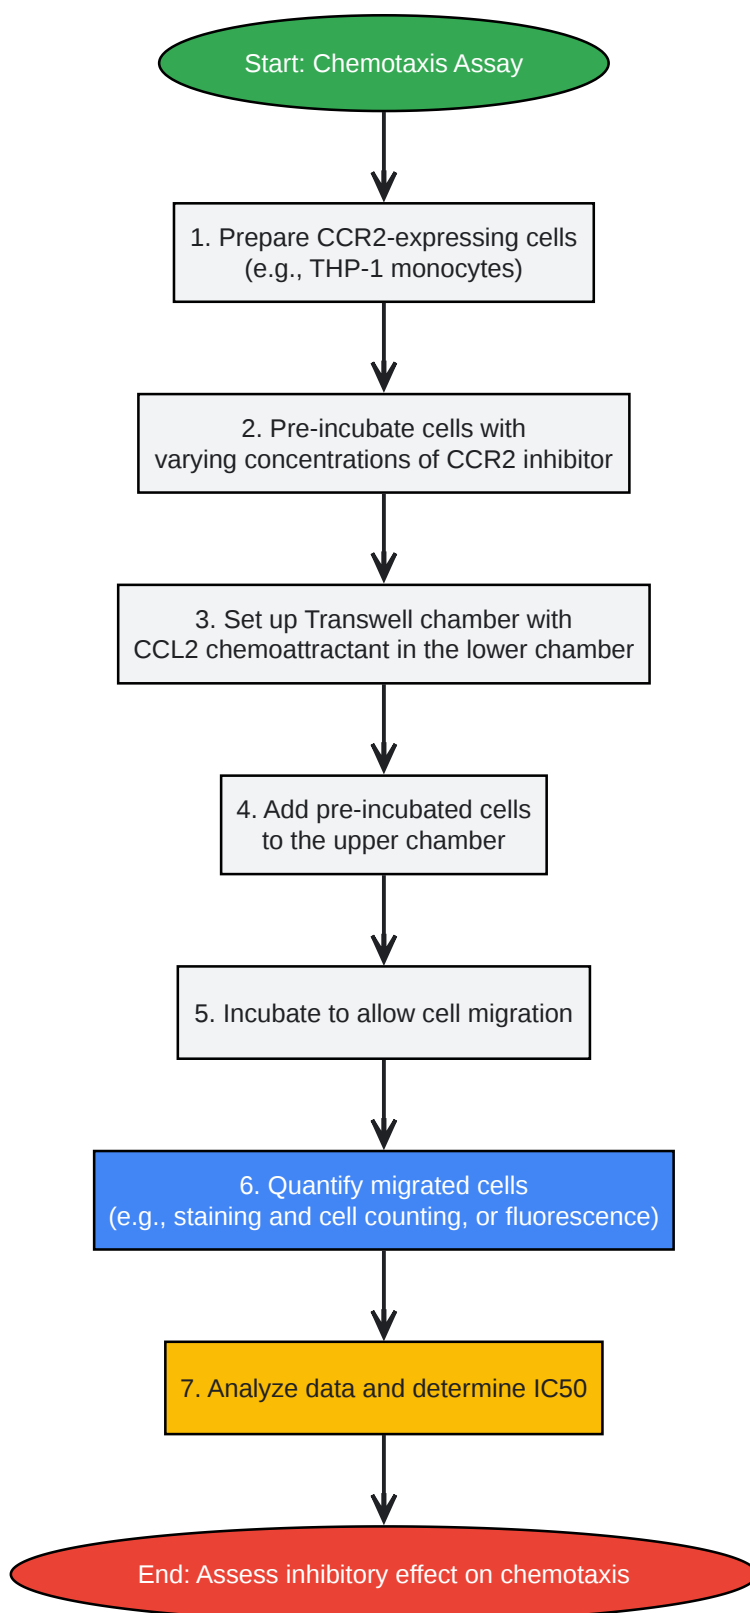 Start: Chemotaxis Assay
1. Prepare CCR2-expressing cells
(e.g., THP-1 monocytes)
2. Pre-incubate cells with
varying concentrations of CCR2 inhibitor
3. Set up Transwell chamber with
CCL2 chemoattractant in the lower chamber
4. Add pre-incubated cells
to the upper chamber
5. Incubate to allow cell migration
6. Quantify migrated cells
(e.g., staining and cell counting, or fluorescence)
7. Analyze data and determine IC50
End: Assess inhibitory effect on chemotaxis